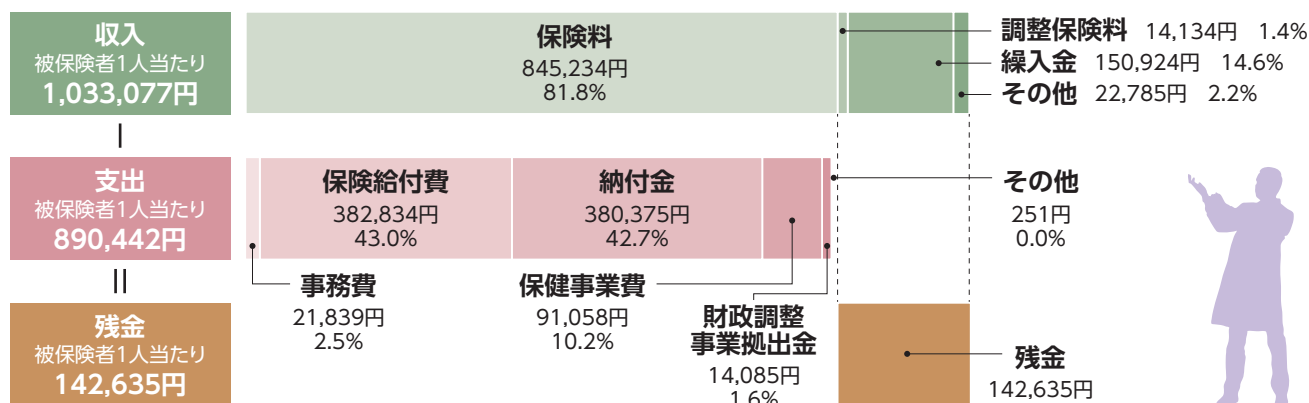 収入
被保険者1人当たり
1,033,077円
保険料
845,234円
81.8%
調整保険料 14,134円 1.4%
繰入金 150,924円 14.6%
その他 22,785円 2.2%
支出
被保険者1人当たり
890,442円
保険給付費
382,834円
43.0%
納付金
380,375円
42.7%
その他
251円
0.0%
事務費
21,839円
2.5%
保健事業費
91,058円
10.2%
財政調整
事業拠出金
14,085円
1.6%
残金
被保険者1人当たり
142,635円
残金
142,635円